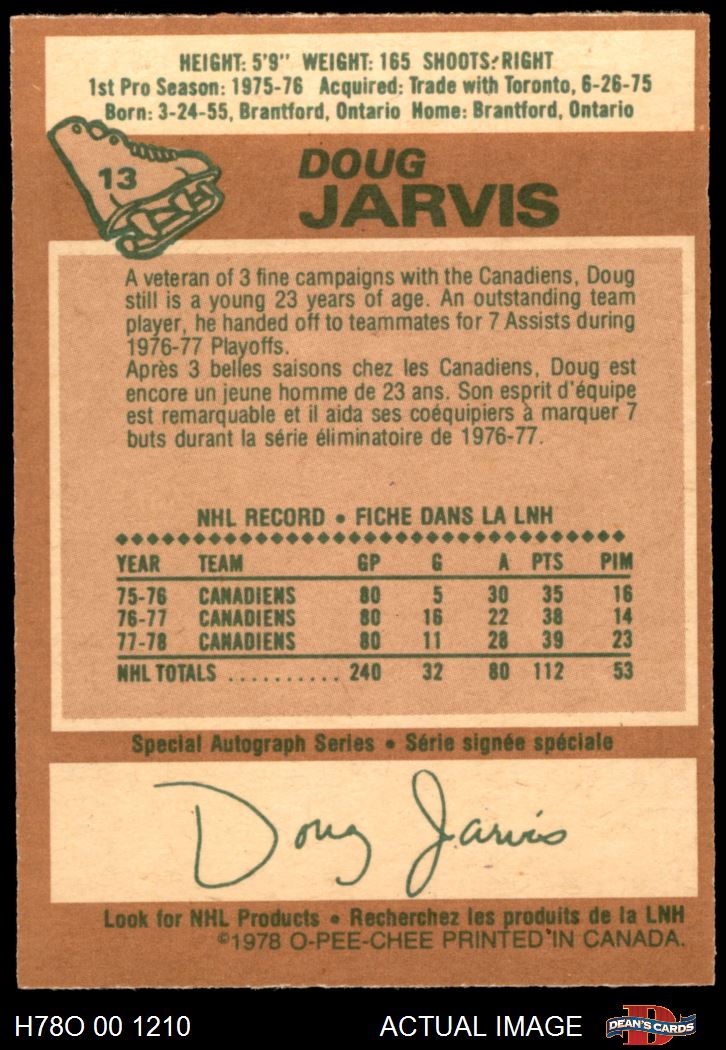 HEIGHT: 5'9" WEIGHT: 165 SHOOTS: RIGHT
1st Pro Season: 1975-76 Acquired: Trade with Toronto, 6-26-75
Born: 3-24-55, Brantford, Ontario Home: Brantford, Ontario
13
DOUG
JARVIS
A veteran of 3 fine campaigns with the Canadiens, Doug
still is a young 23 years of age. An outstanding team
player, he handed off to teammates for 7 Assists during
1976-77 Playoffs.
Après 3 belles saisons chez les Canadiens, Doug est
encore un jeune homme de 23 ans. Son esprit d'équipe
est remarquable et il aida ses coéquipiers à marquer 7
buts durant la série éliminatoire de 1976-77.
NHL RECORD • FICHE DANS LA LNH
YEAR TEAM GP G A PTS PIM
75-76 CANADIENS 80 5 30 35 16
76-77 CANADIENS 80 16 22 38 14
77-78 CANADIENS 80 11 28 39 23
NHL TOTALS .......... 240 32 80 112 53
Special Autograph Series • Série signée spéciale
Doug Jarvis
Look for NHL Products • Recherchez les produits de la LNH
©1978 O-PEE-CHEE PRINTED IN CANADA.
H78O 00 1210 ACTUAL IMAGE DEAN'S CARDS